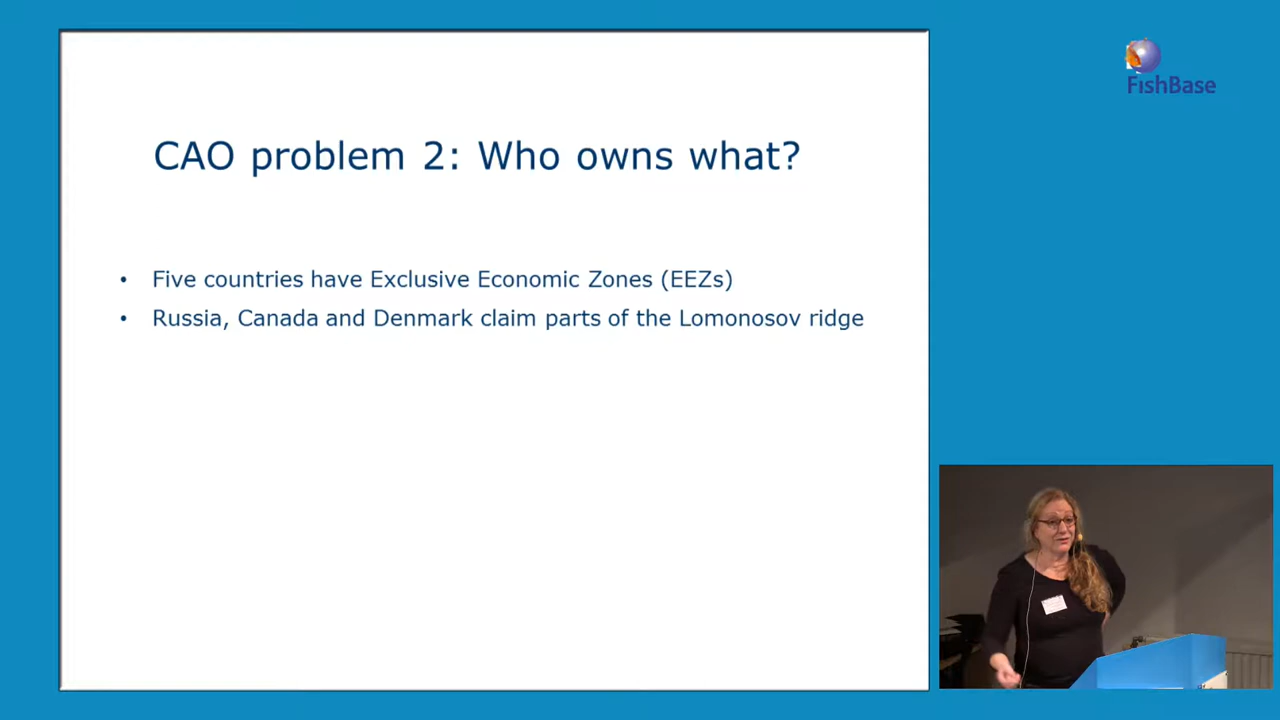 FishBase
CAO problem 2: Who owns what?
• Five countries have Exclusive Economic Zones (EEZs)
• Russia, Canada and Denmark claim parts of the Lomonosov ridge